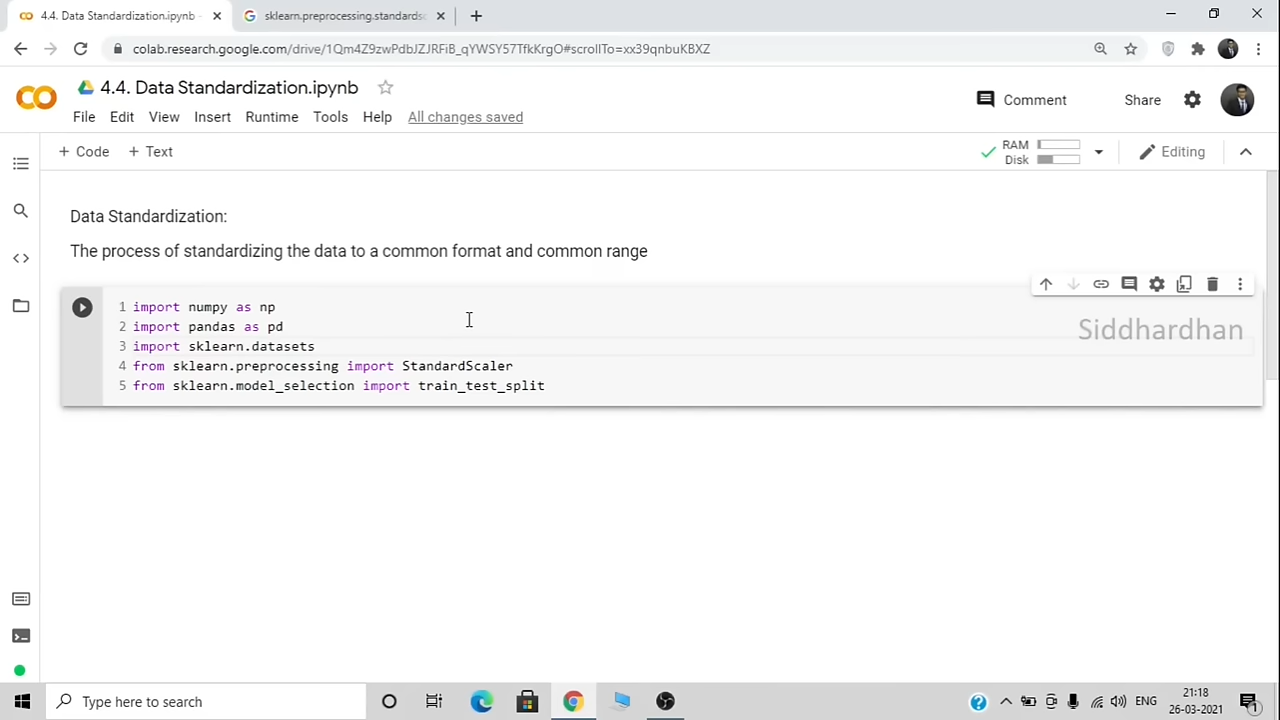 4.4. Data Standardization.ipynb
sklearn.preprocessing.standards
colab.research.google.com/drive/1Qm4Z9zwPdbJZJRFiB_qYWSY57TfkKrgO#scrollTo=xx39qnbuKBXZ
4.4. Data Standardization.ipynb
Comment
Share
File Edit View Insert Runtime Tools Help All changes saved
+ Code + Text
RAM
Disk
Editing
Data Standardization:
The process of standardizing the data to a common format and common range
1 import numpy as np
Siddhardhan
2 import pandas as pd
3 import sklearn.datasets
4 from sklearn.preprocessing import StandardScaler
5 from sklearn.model_selection import train_test_split
Type here to search
ENG
21:18
26-03-2021